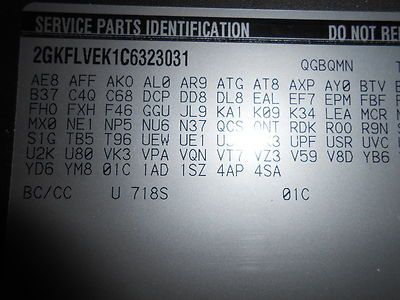 SERVICE PARTS IDENTIFICATION DO NOT RE
2GKFLVEK1C6323031 QGBQMN
AE8 AFF AKO AL0 AR9 ATG AT8 AXP AY0 BTV
B37 C4Q C68 DCP DD8 DL8 EAL EF7 EPM FBF
FHO FXH F46 GGU JL9 KA1 K09 K34 LEA MCR
MX0 NE1 NP5 NU6 N37 QCS ONT RDK R00 R9N
S1G TB5 T96 UEW UE1 UPF USR UVC
U2K U80 VK3 VPA VQN VT7 VZ3 V59 V8D YB6
YD6 YM8 01C 1AD 1SZ 4AP 4SA
BC/CC U 718S 01C